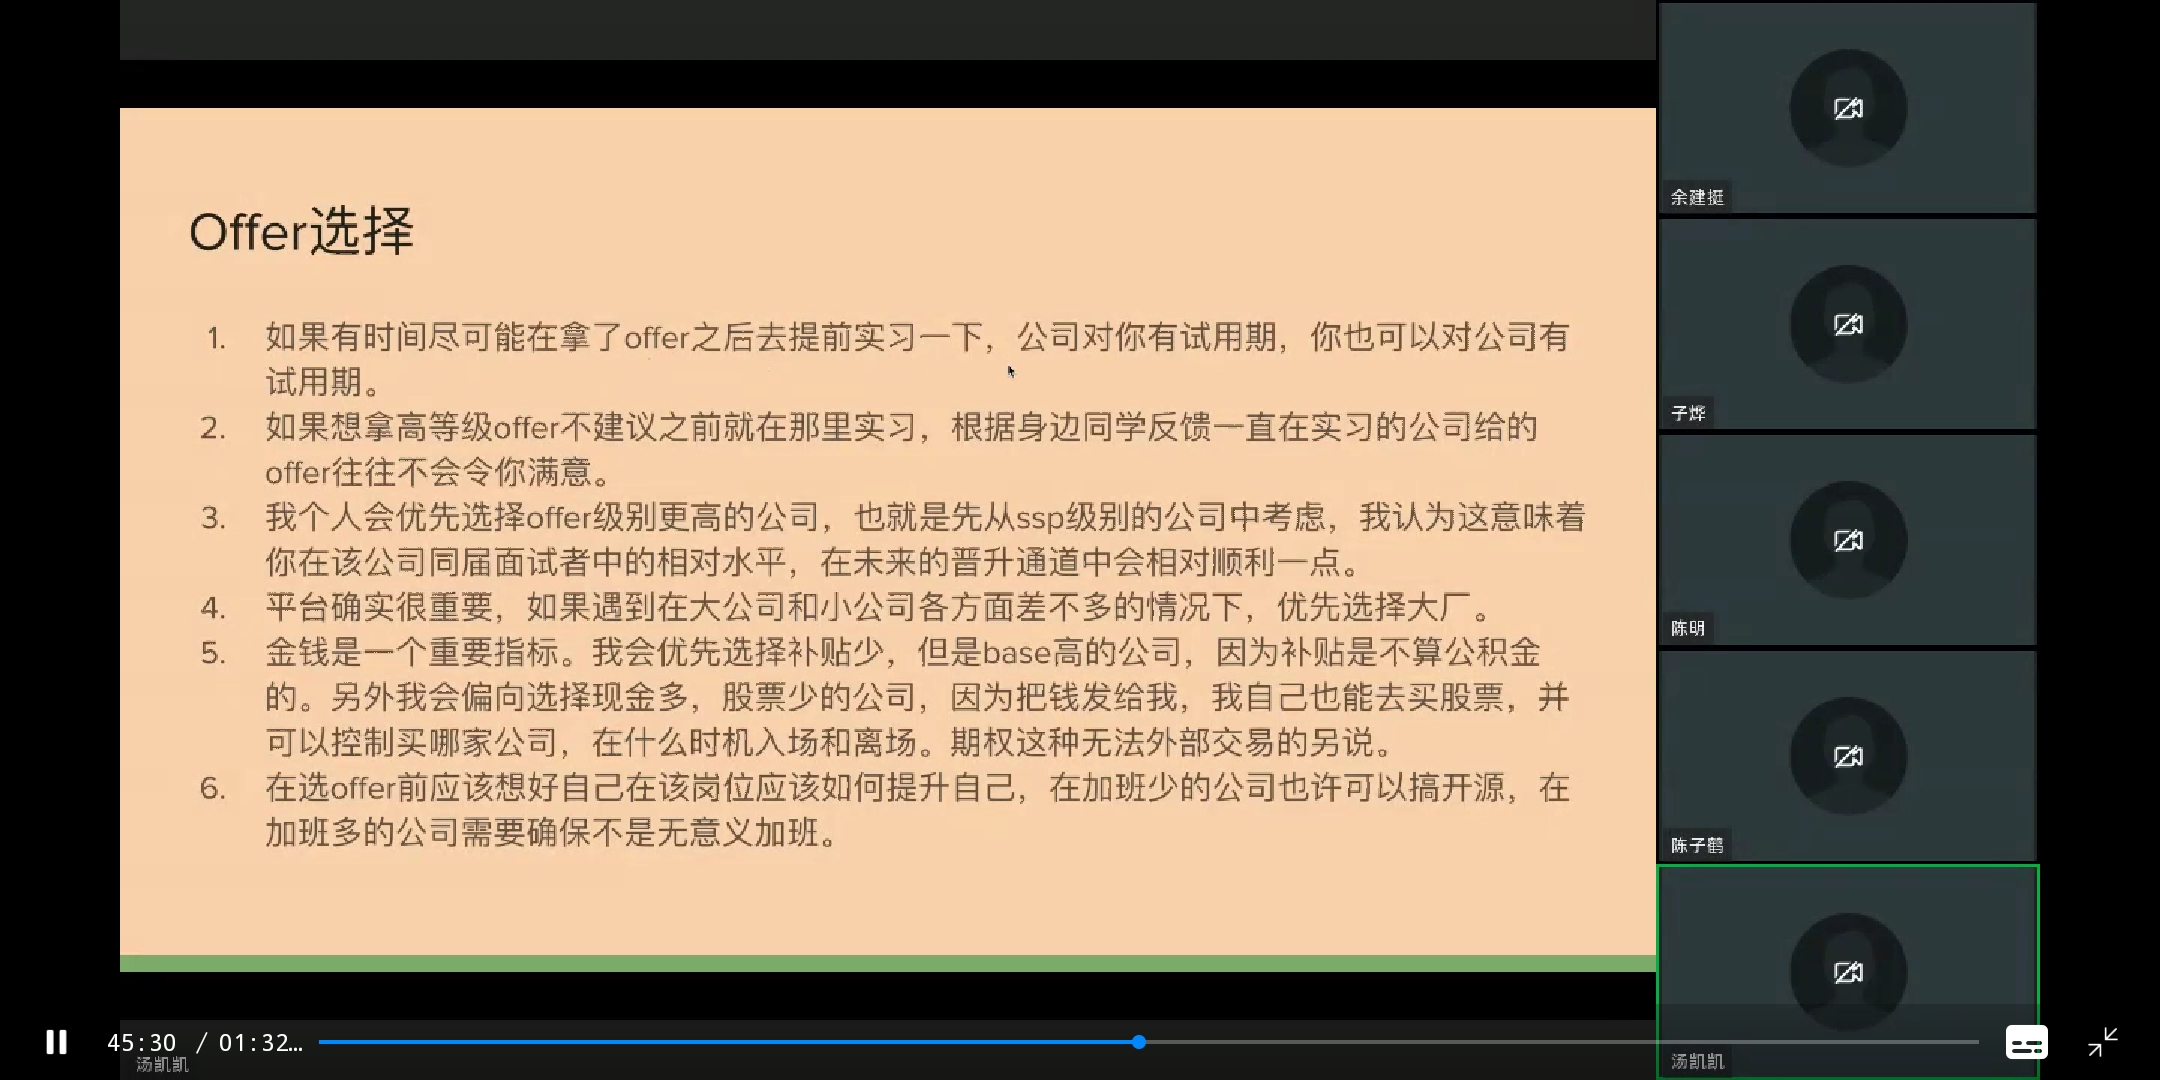 Offer选择
1. 如果有时间尽可能在拿了offer之后去提前实习一下，公司对你有试用期，你也可以对公司有
试用期。
2. 如果想拿高等级offer不建议之前就在那里实习，根据身边同学反馈一直在实习的公司给的
offer往往不会令你满意。
3. 我个人会优先选择offer级别更高的公司，也就是先从ssp级别的公司中考虑，我认为这意味着
你在该公司同届面试者中的相对水平，在未来的晋升通道中会相对顺利一点。
4. 平台确实很重要，如果遇到在大公司和小公司各方面差不多的情况下，优先选择大厂。
5. 金钱是一个重要指标。我会优先选择补贴少，但是base高的公司，因为补贴是不算公积金
的。另外我会偏向选择现金多，股票少的公司，因为把钱发给我，我自己也能去买股票，并
可以控制买哪家公司，在什么时机入场和离场。期权这种无法外部交易的另说。
6. 在选offer前应该想好自己在该岗位应该如何提升自己，在加班少的公司也许可以搞开源，在
加班多的公司需要确保不是无意义加班。
余建挺
子烨
陈明
陈子鹤
汤凯凯
45:30 / 01:32...
汤凯凯